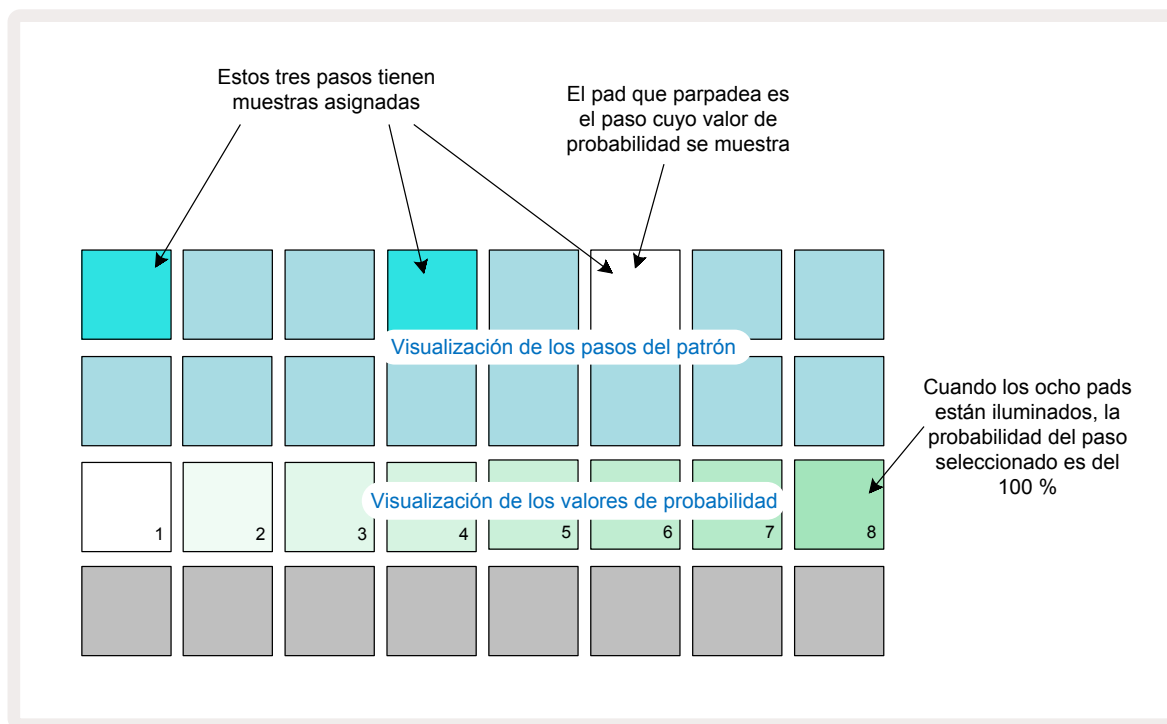 Estos tres pasos tienen
muestras asignadas
El pad que parpadea es
el paso cuyo valor de
probabilidad se muestra
Visualización de los pasos del patrón
Cuando los ocho pads
están iluminados, la
probabilidad del paso
seleccionado es del
100 %
Visualización de los valores de probabilidad
1 2 3 4 5 6 7 8